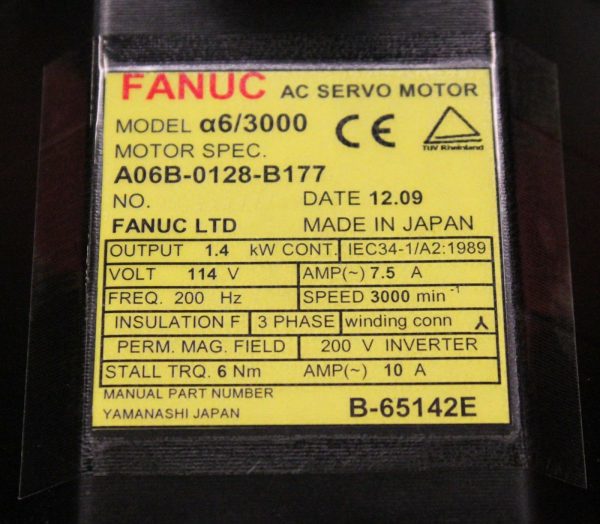 FANUC AC SERVO MOTOR
MODEL α6/3000
MOTOR SPEC.
A06B-0128-B177
CE
TÜV Rheinland
NO. DATE 12.09
FANUC LTD MADE IN JAPAN
OUTPUT 1.4 kW CONT. IEC34-1/A2:1989
VOLT 114 V AMP(~) 7.5 A
FREQ. 200 Hz SPEED 3000 min⁻¹
INSULATION F 3 PHASE winding conn
PERM. MAG. FIELD 200 V INVERTER
STALL TRQ. 6 Nm AMP(~) 10 A
MANUAL PART NUMBER
YAMANASHI JAPAN B-65142E